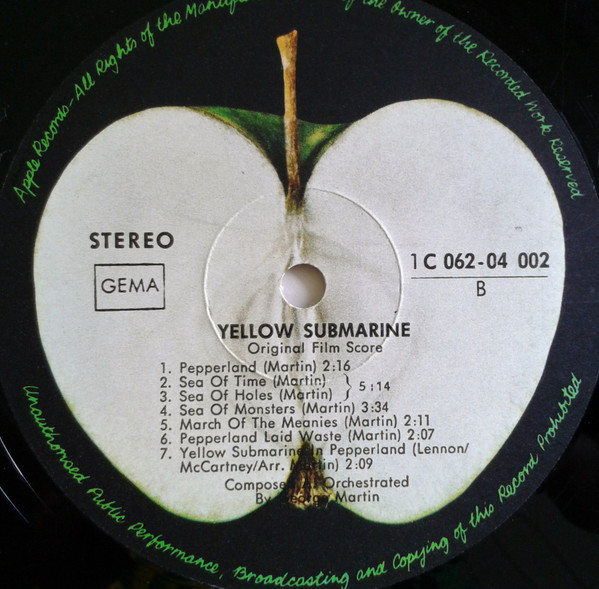 Apple Records-All Rights of the Manufa of the Owner of the Recorded Work Reserved
STEREO
GEMA
1 C 062-04 002
B
YELLOW SUBMARINE
Original Film Score
1. Pepperland (Martin) 2:16
2. Sea Of Time (Martin)
3. Sea Of Holes (Martin)
5:14
4. Sea Of Monsters (Martin) 3:34
5. March Of The Meanies (Martin) 2:11
6. Pepperland Laid Waste (Martin) 2:07
7. Yellow Submarine In Pepperland (Lennon/
McCartney/Arr. Martin) 2:09
Composed & Orchestrated
By George Martin
Unauthorised Public Performance, Broadcasting and Copying of this Record Prohibited